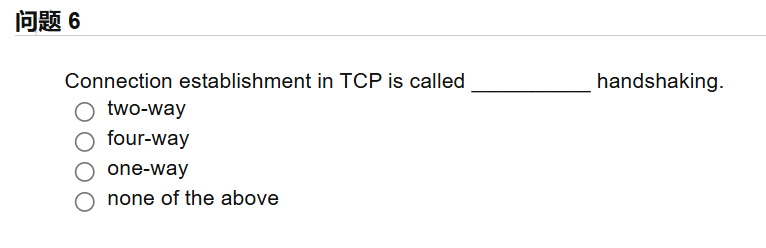 问题 6
Connection establishment in TCP is called __________ handshaking.
two-way
four-way
one-way
none of the above